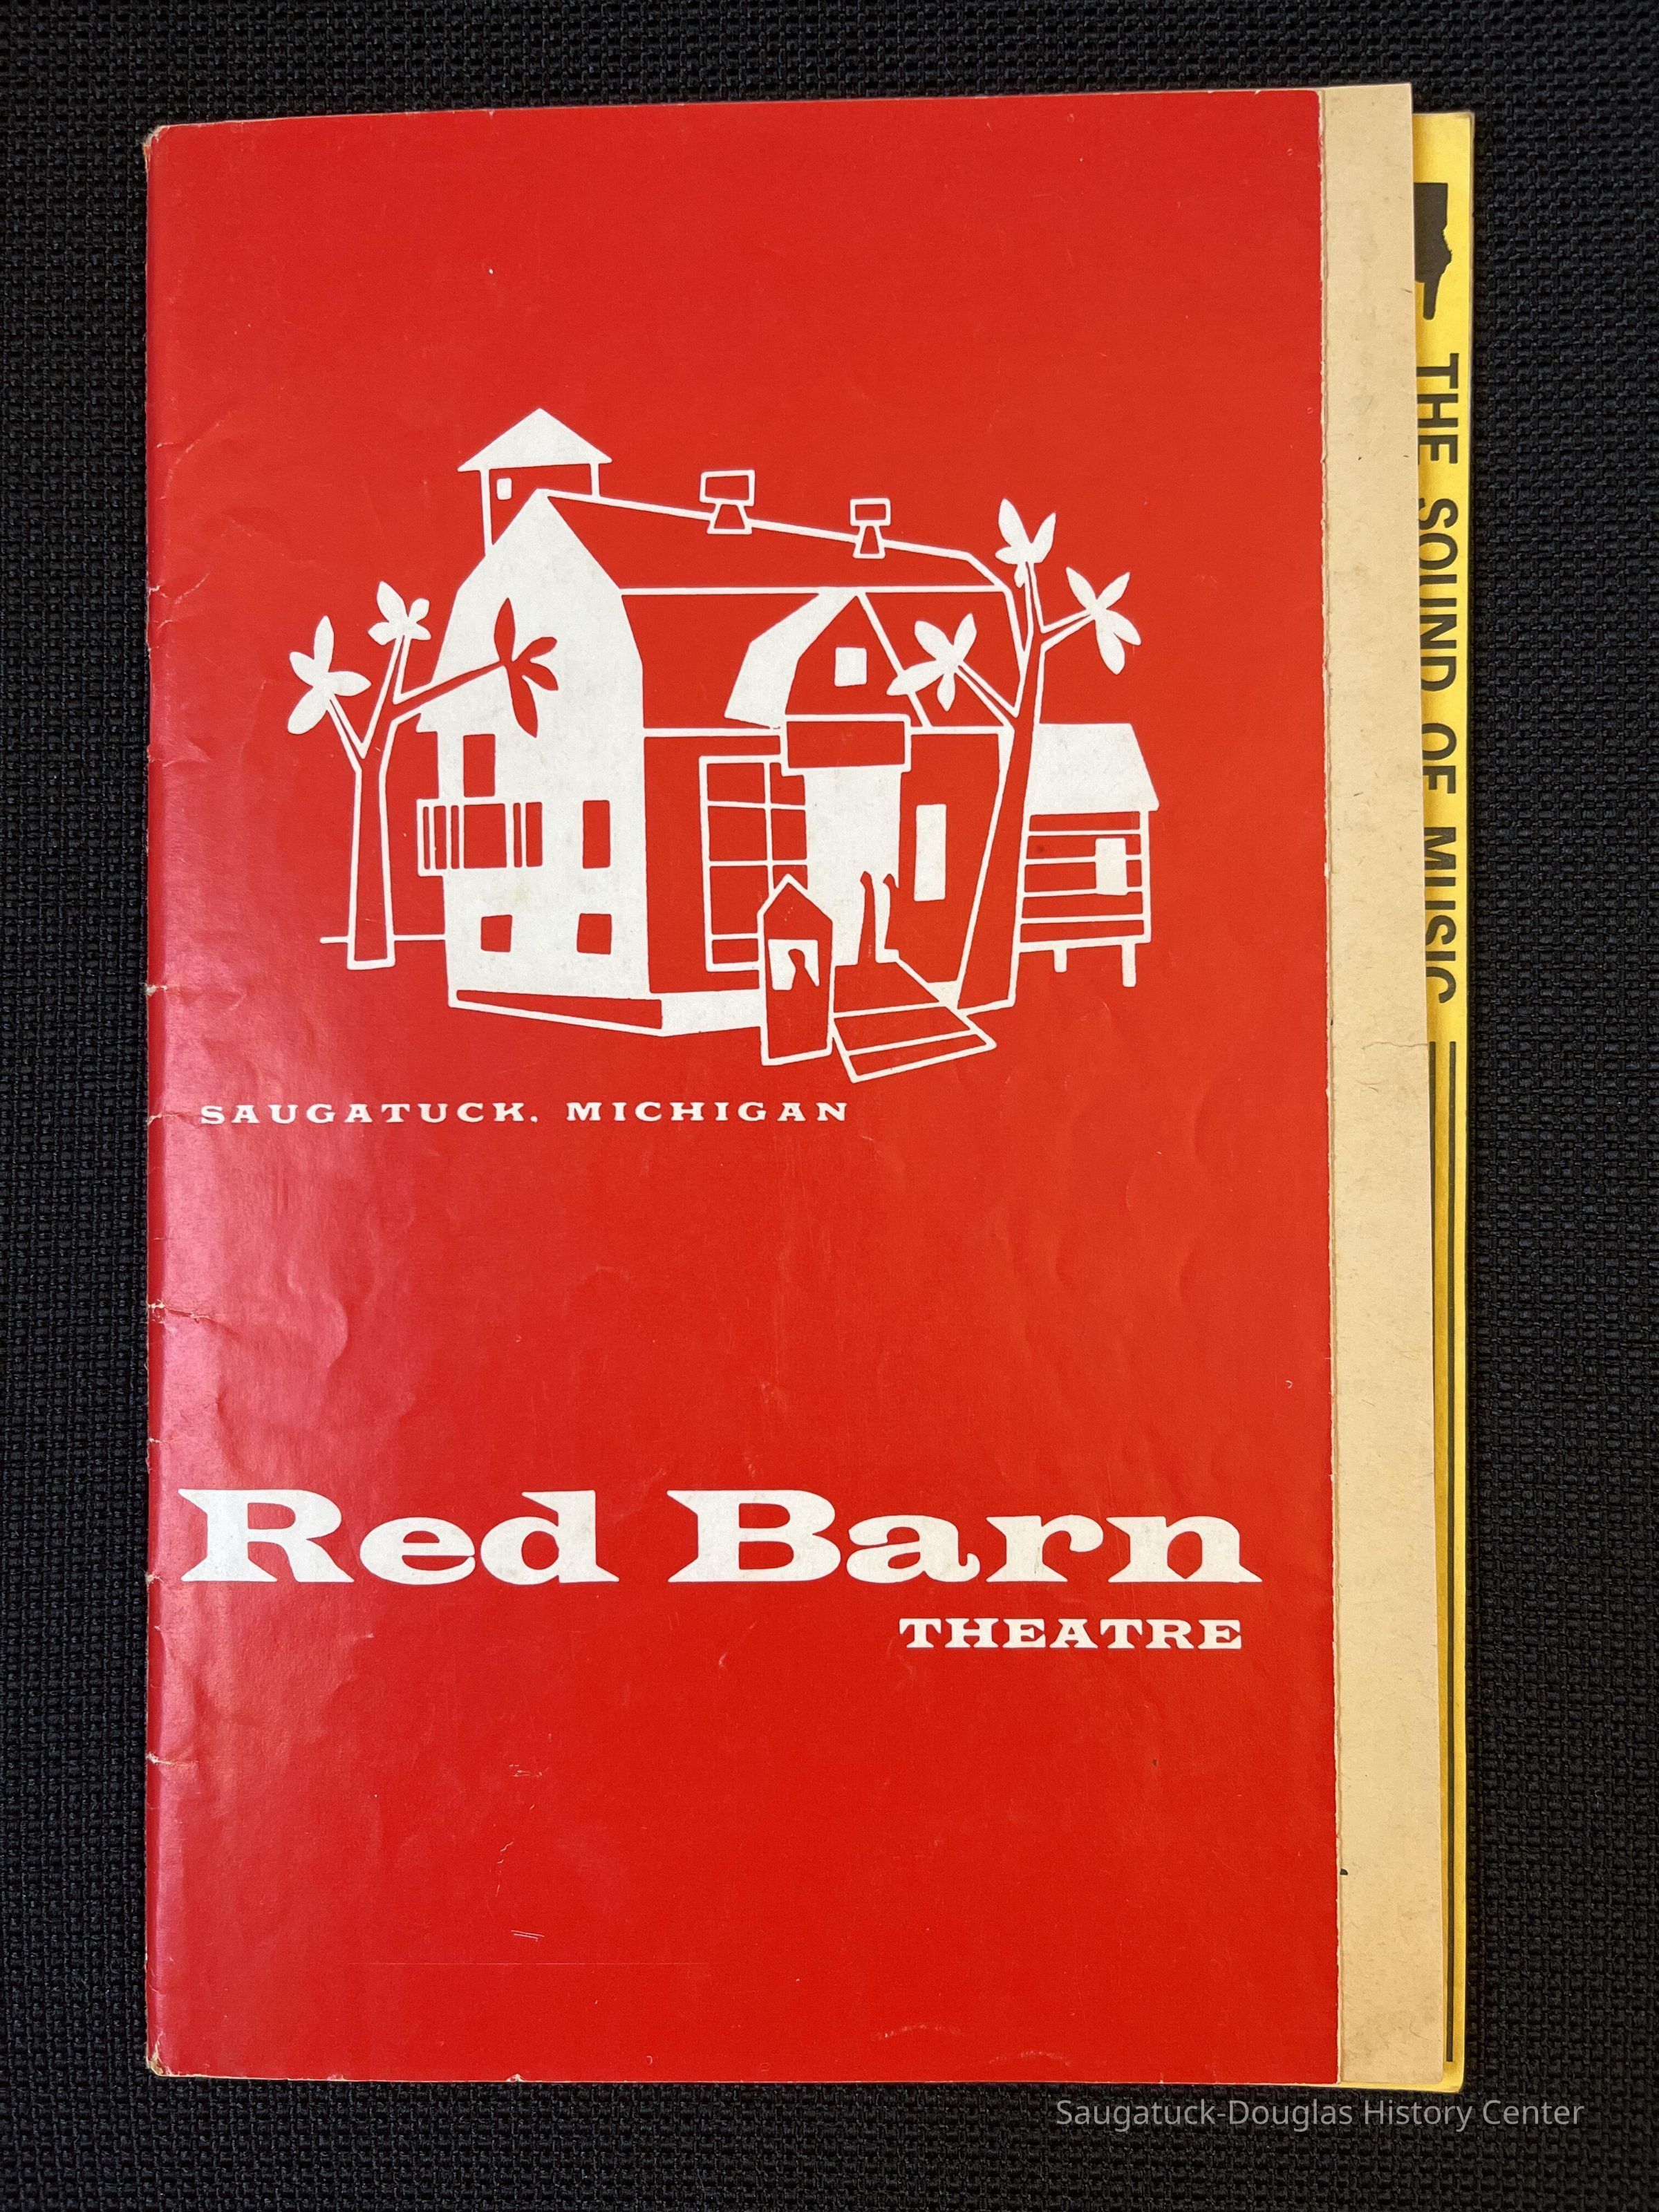 SAUGATUCK, MICHIGAN
Red Barn
THEATRE
THE SOUND OF MUSIC
Saugatuck-Douglas History Center